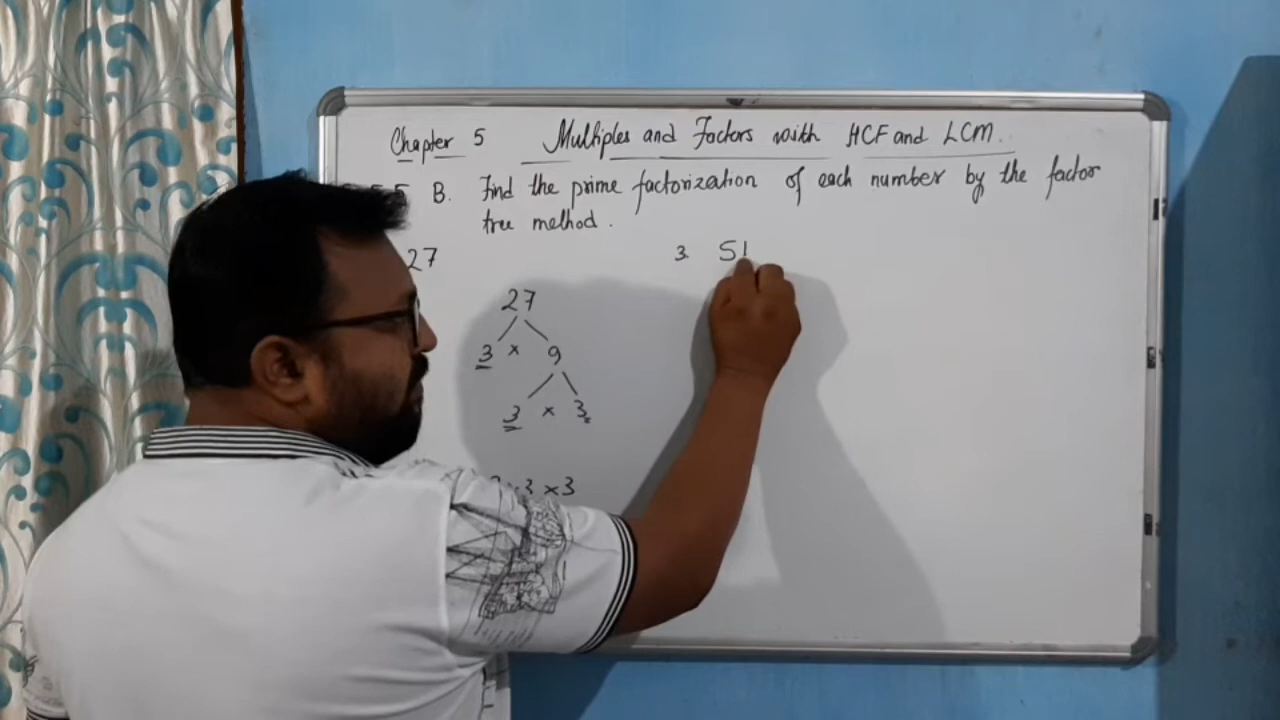 Chapter 5 Multiples and Factors with HCF and LCM.
B. Find the prime factorization of each number by the factor
tree method.
27
3. 51
27
3 × 9
3 × 3
×3 ×3